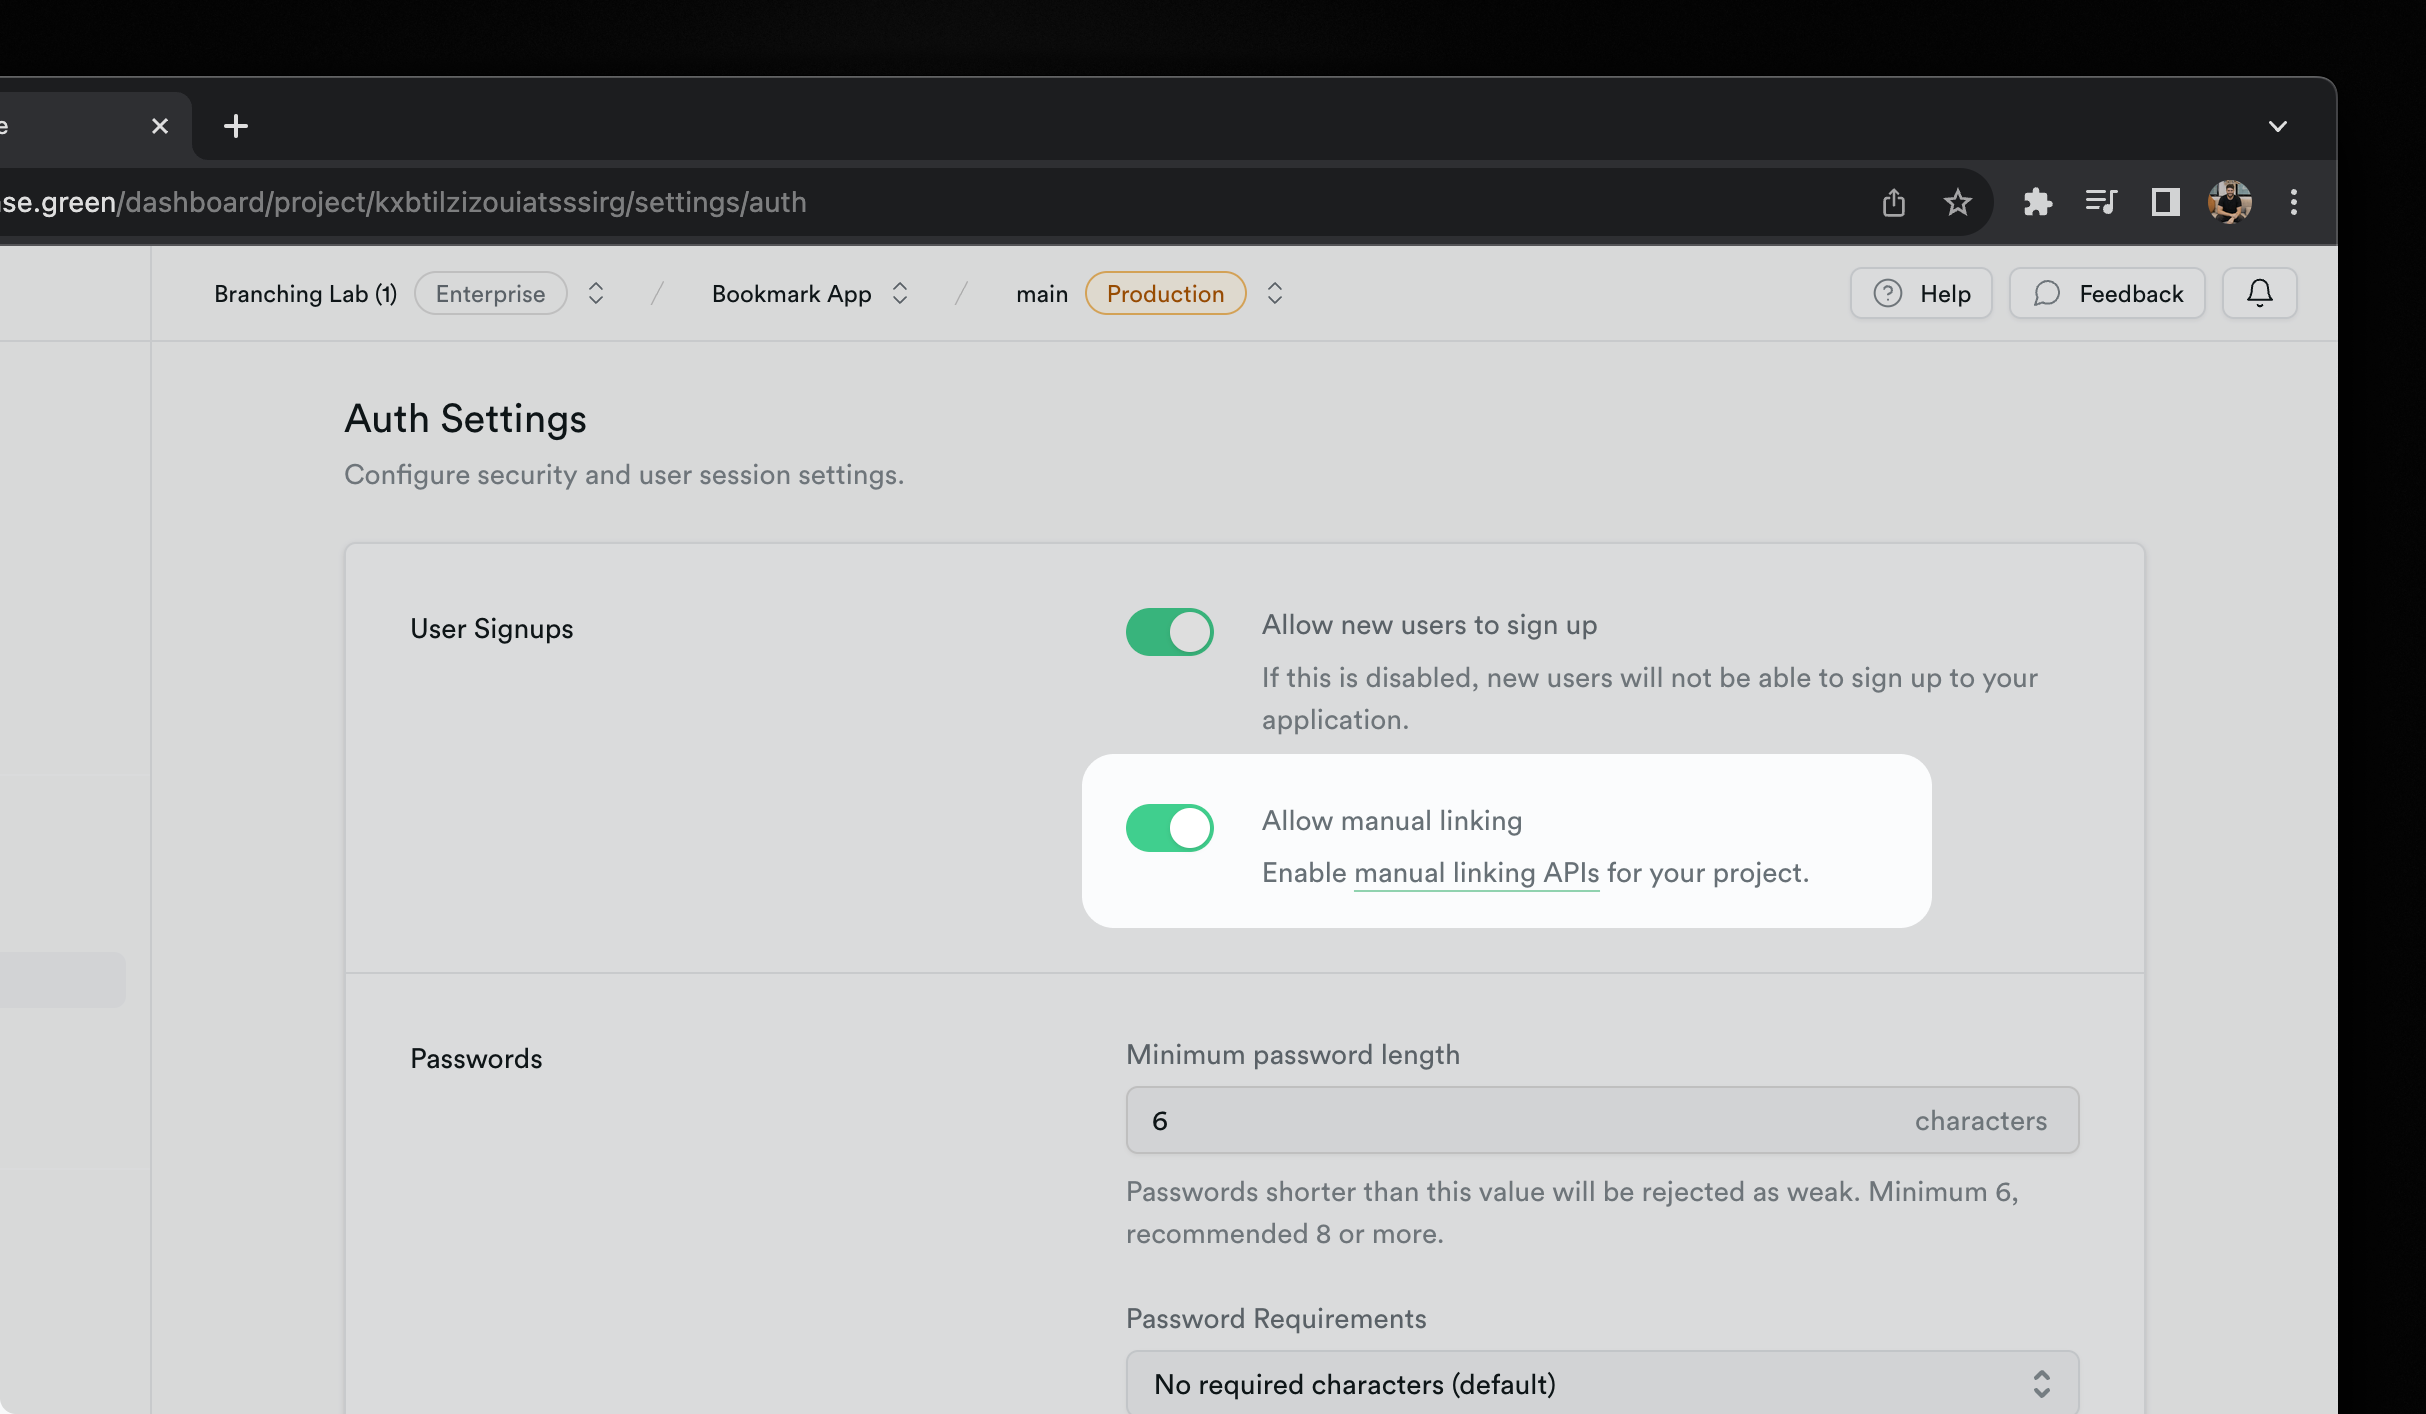 e
se.green/dashboard/project/kxbtilzizouiatsssirg/settings/auth
Branching Lab (1) Enterprise / Bookmark App / main Production Help Feedback
Auth Settings
Configure security and user session settings.
User Signups
Allow new users to sign up
If this is disabled, new users will not be able to sign up to your
application.
Allow manual linking
Enable manual linking APIs for your project.
Passwords
Minimum password length
6 characters
Passwords shorter than this value will be rejected as weak. Minimum 6,
recommended 8 or more.
Password Requirements
No required characters (default)